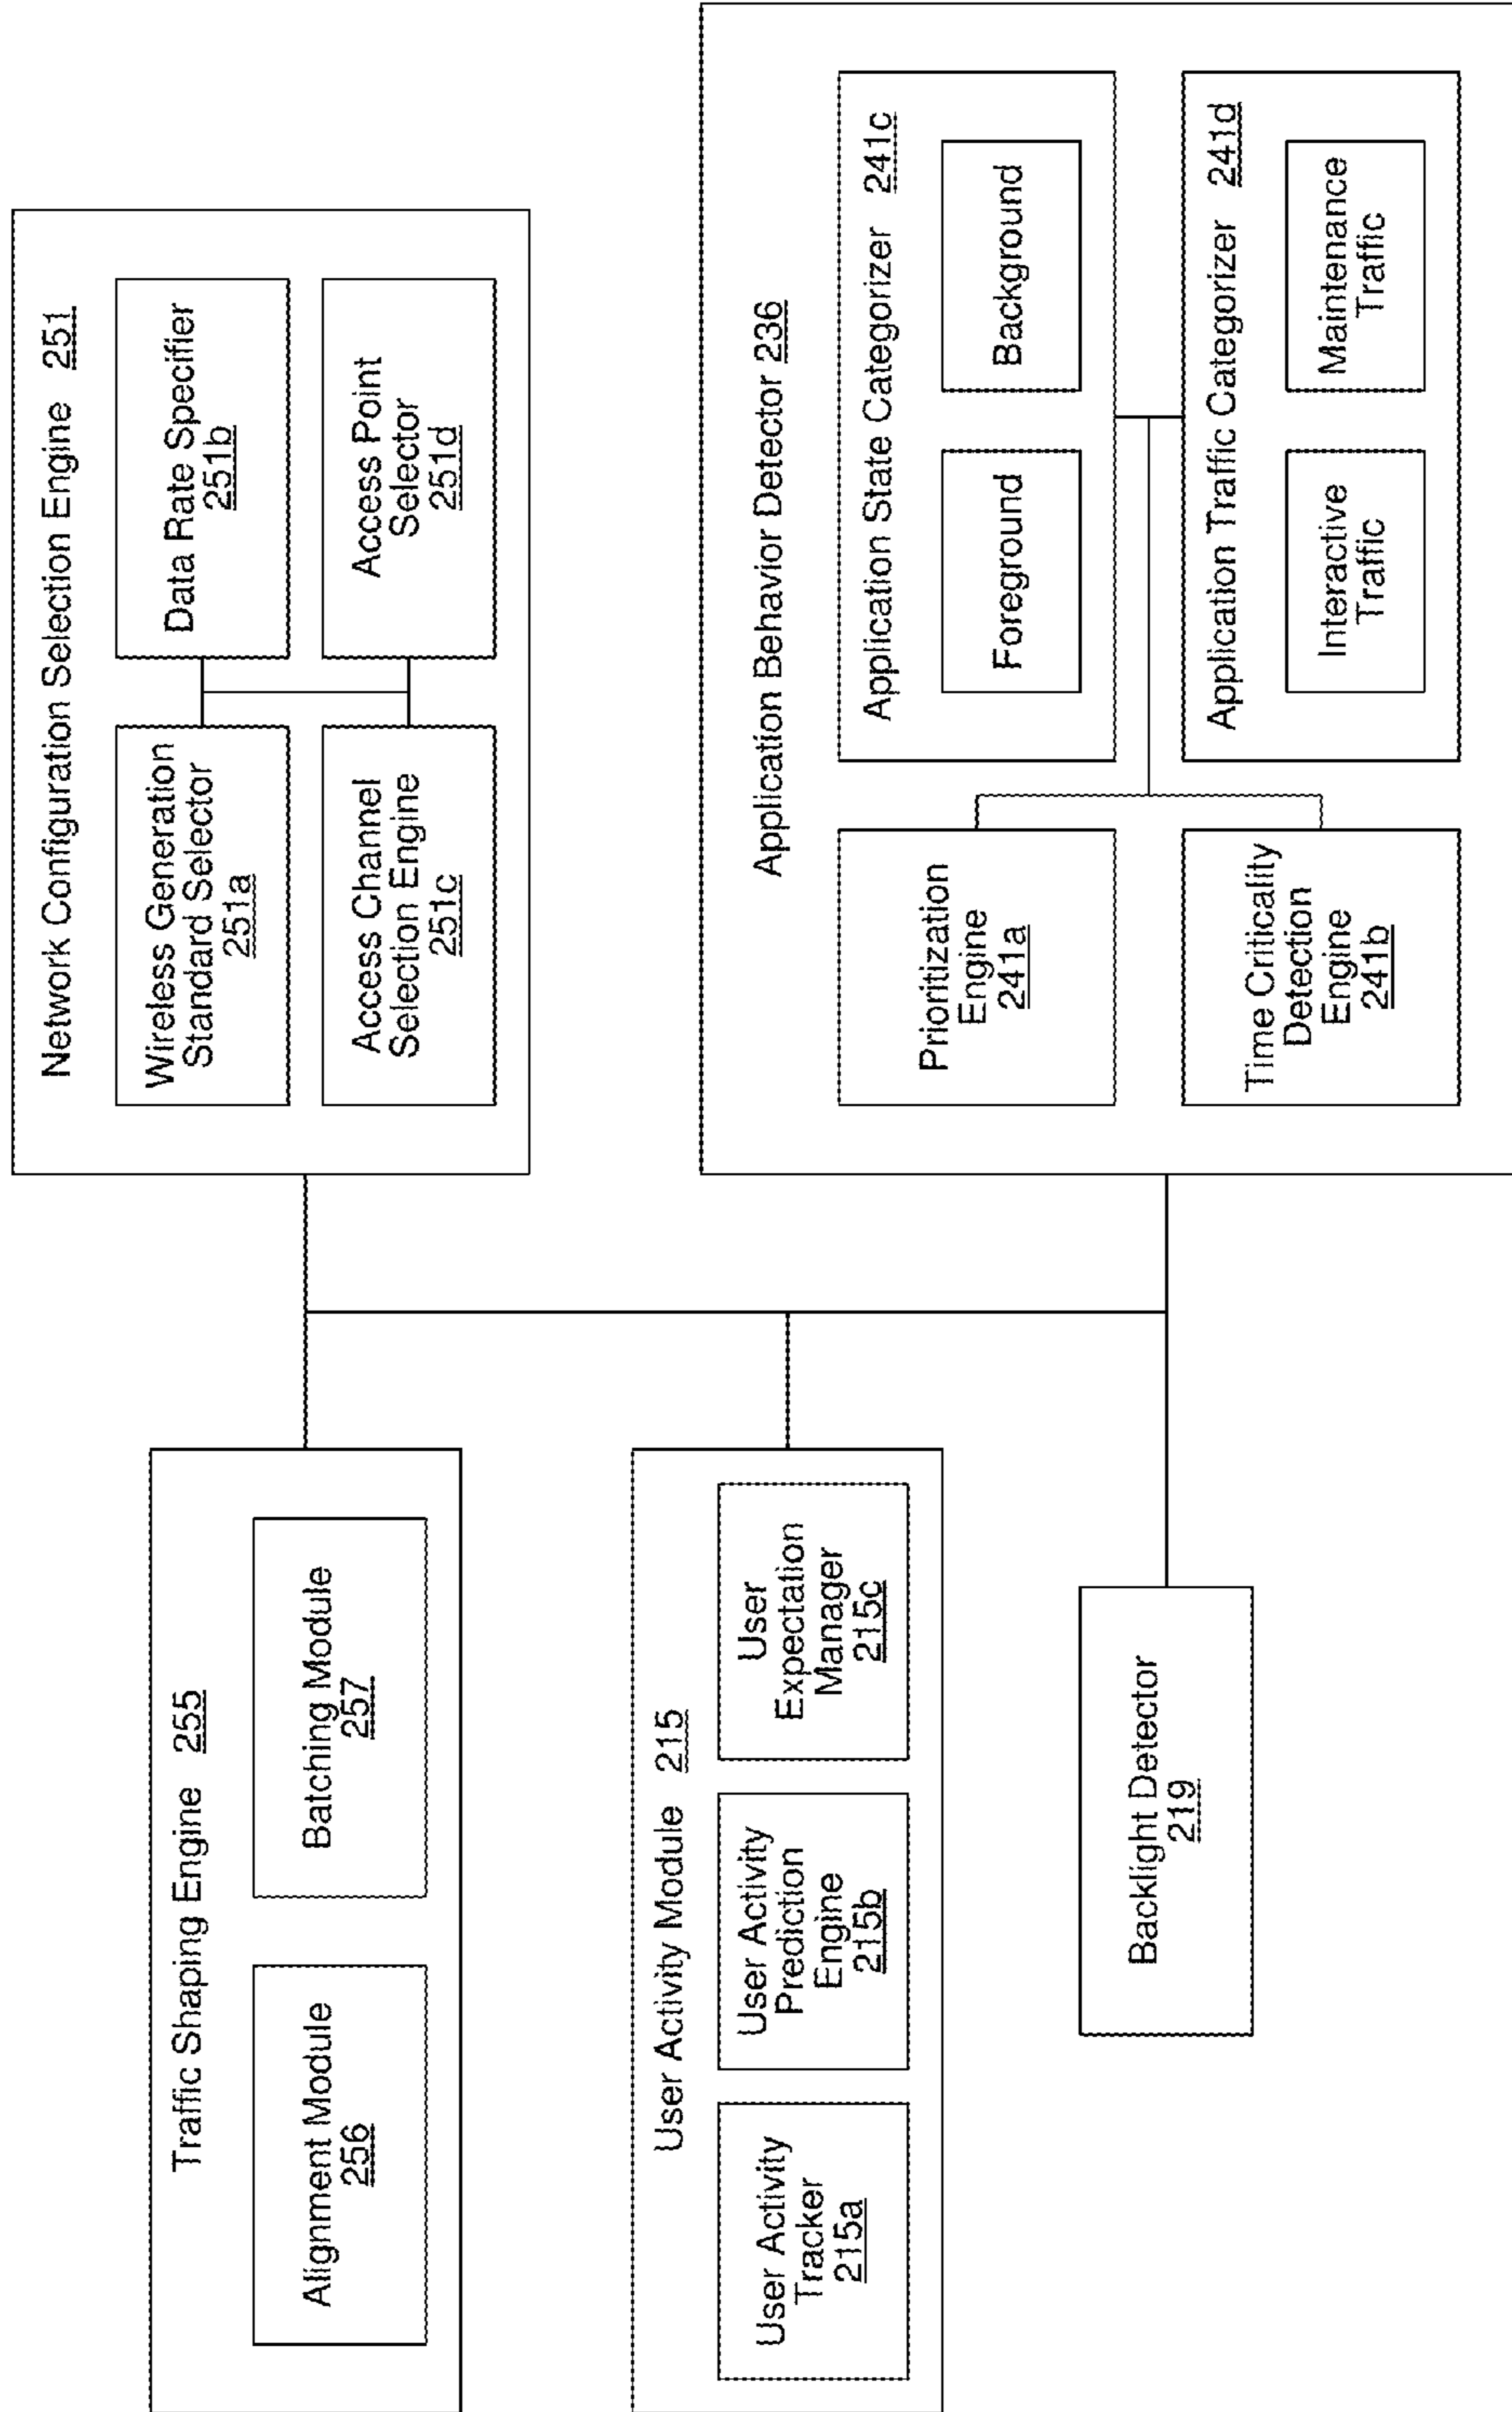 Traffic Shaping Engine 255
Alignment Module
256
Batching Module
257
User Activity Module 215
User Activity
Tracker
215a
User Activity
Prediction
Engine
215b
User
Expectation
Manager
215c
Backlight Detector
219
Network Configuration Selection Engine 251
Wireless Generation
Standard Selector
251a
Data Rate Specifier
251b
Access Channel
Selection Engine
251c
Access Point
Selector
251d
Application Behavior Detector 236
Prioritization
Engine
241a
Time Criticality
Detection
Engine
241b
Application State Categorizer 241c
Foreground
Background
Application Traffic Categorizer 241d
Interactive
Traffic
Maintenance
Traffic